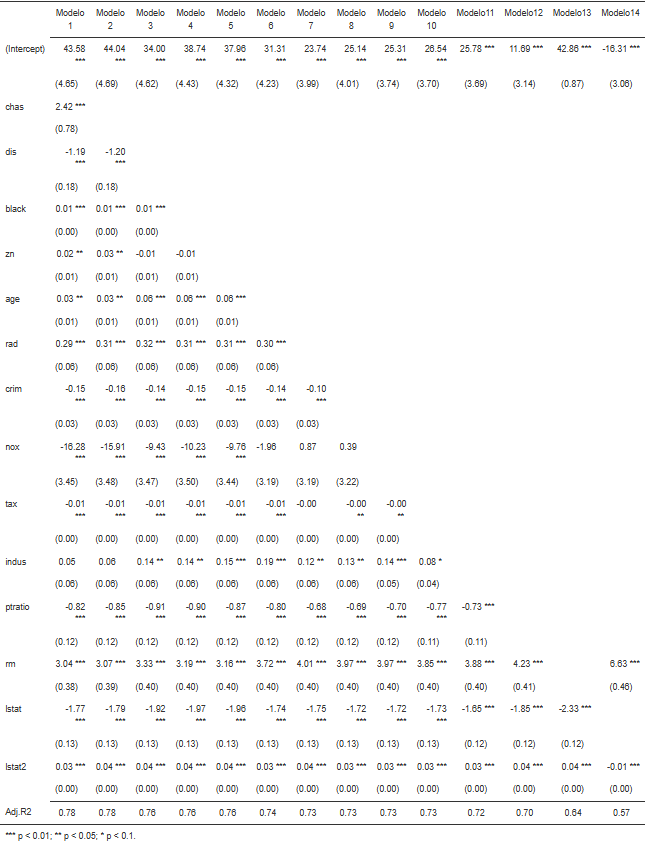 Modelo Modelo Modelo Modelo Modelo Modelo Modelo Modelo Modelo Modelo Modelo11 Modelo12 Modelo13 Modelo14
1 2 3 4 5 6 7 8 9 10
(Intercept) 43.58 44.04 34.00 38.74 37.96 31.31 23.74 25.14 25.31 26.54 25.78 *** 11.69 *** 42.86 *** -16.31 ***
*** *** *** *** *** *** *** *** *** ***
(4.65) (4.69) (4.62) (4.43) (4.32) (4.23) (3.99) (4.01) (3.74) (3.70) (3.69) (3.14) (0.87) (3.06)
chas 2.42 ***
(0.78)
dis -1.19 -1.20
*** ***
(0.18) (0.18)
black 0.01 *** 0.01 *** 0.01 ***
(0.00) (0.00) (0.00)
zn 0.02 ** 0.03 ** -0.01 -0.01
(0.01) (0.01) (0.01) (0.01)
age 0.03 ** 0.03 ** 0.06 *** 0.06 *** 0.06 ***
(0.01) (0.01) (0.01) (0.01) (0.01)
rad 0.29 *** 0.31 *** 0.32 *** 0.31 *** 0.31 *** 0.30 ***
(0.06) (0.06) (0.06) (0.06) (0.06) (0.06)
crim -0.15 -0.16 -0.14 -0.15 -0.15 -0.14 -0.10
*** *** *** *** *** *** ***
(0.03) (0.03) (0.03) (0.03) (0.03) (0.03) (0.03)
nox -16.28 -15.91 -9.43 -10.23 -9.76 -1.96 0.87 0.39
*** *** *** *** ***
(3.45) (3.48) (3.47) (3.50) (3.44) (3.19) (3.19) (3.22)
tax -0.01 -0.01 -0.01 -0.01 -0.01 -0.01 -0.00 -0.00 -0.00
*** *** *** *** *** *** ** **
(0.00) (0.00) (0.00) (0.00) (0.00) (0.00) (0.00) (0.00) (0.00)
indus 0.05 0.06 0.14 ** 0.14 ** 0.15 *** 0.19 *** 0.12 ** 0.13 ** 0.14 *** 0.08 *
(0.06) (0.06) (0.06) (0.06) (0.06) (0.06) (0.06) (0.06) (0.05) (0.04)
ptratio -0.82 -0.85 -0.91 -0.90 -0.87 -0.80 -0.68 -0.69 -0.70 -0.77 -0.73 ***
*** *** *** *** *** *** *** *** *** ***
(0.12) (0.12) (0.12) (0.12) (0.12) (0.12) (0.12) (0.12) (0.12) (0.11) (0.11)
rm 3.04 *** 3.07 *** 3.33 *** 3.19 *** 3.16 *** 3.72 *** 4.01 *** 3.97 *** 3.97 *** 3.85 *** 3.88 *** 4.23 *** 6.63 ***
(0.38) (0.39) (0.40) (0.40) (0.40) (0.40) (0.40) (0.40) (0.40) (0.40) (0.40) (0.41) (0.46)
lstat -1.77 -1.79 -1.92 -1.97 -1.96 -1.74 -1.75 -1.72 -1.72 -1.73 -1.65 *** -1.85 *** -2.33 ***
*** *** *** *** *** *** *** *** *** ***
(0.13) (0.13) (0.13) (0.13) (0.13) (0.13) (0.13) (0.13) (0.13) (0.13) (0.12) (0.12) (0.12)
lstat2 0.03 *** 0.04 *** 0.04 *** 0.04 *** 0.04 *** 0.03 *** 0.04 *** 0.03 *** 0.03 *** 0.03 *** 0.03 *** 0.04 *** 0.04 *** -0.01 ***
(0.00) (0.00) (0.00) (0.00) (0.00) (0.00) (0.00) (0.00) (0.00) (0.00) (0.00) (0.00) (0.00) (0.00)
Adj.R2 0.78 0.78 0.76 0.76 0.76 0.74 0.73 0.73 0.73 0.73 0.72 0.70 0.64 0.57
*** p < 0.01; ** p < 0.05; * p < 0.1.